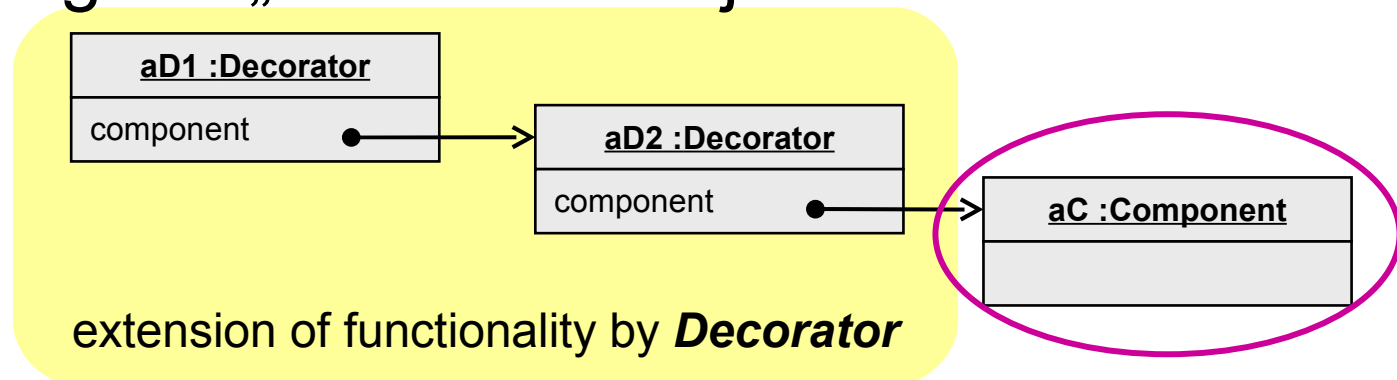 aD1 :Decorator
component
aD2 :Decorator
component
aC :Component
extension of functionality by Decorator